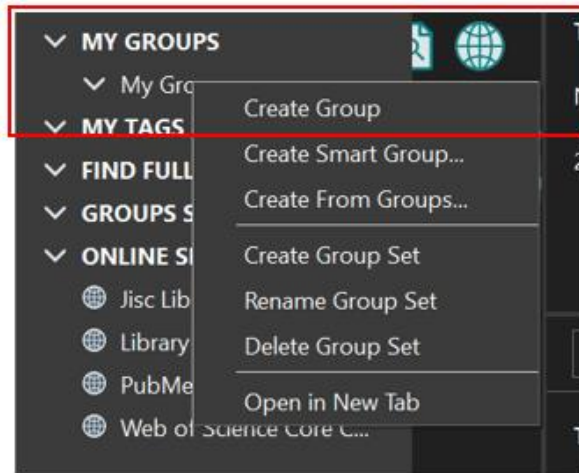 MY GROUPS
My Gro
Create Group
MY TAGS
Create Smart Group...
FIND FULL
Create From Groups...
GROUPS S
ONLINE S
Create Group Set
Jisc Lib
Rename Group Set
Library
Delete Group Set
PubMe
Open in New Tab
Web of Science Core C...